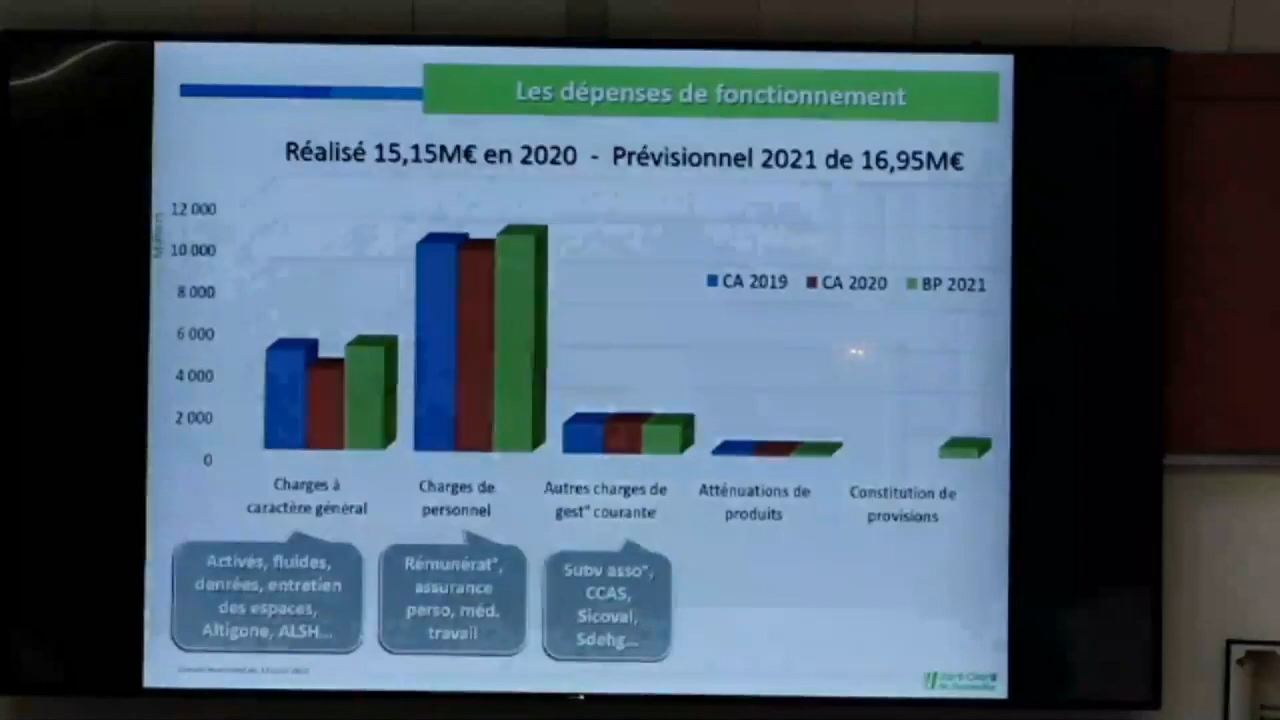 Les dépenses de fonctionnement
Réalisé 15,15M€ en 2020 - Prévisionnel 2021 de 16,95M€
12 000
10 000
8 000
6 000
4 000
2 000
0
CA 2019 CA 2020 BP 2021
Charges à
caractère général
Charges de
personnel
Autres charges de
gest° courante
Atténuations de
produits
Constitution de
provisions
Activés, fluides,
denrées, entretien
des espaces,
Altigone, ALSH...
Rémunérat°,
assurance
perso, méd.
travail
Subv asso°,
CCAS,
Sicoval,
Sdehg...